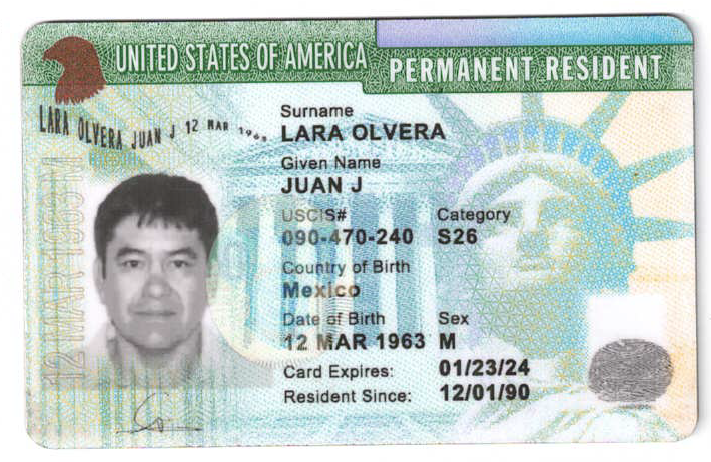 UNITED STATES OF AMERICA
PERMANENT RESIDENT
LARA OLVERA JUAN J 12 MAR 1963
Surname
LARA OLVERA
Given Name
JUAN J
USCIS# Category
090-470-240 S26
Country of Birth
Mexico
Date of Birth Sex
12 MAR 1963 M
Card Expires: 01/23/24
Resident Since: 12/01/90
12 MAR 1963 M